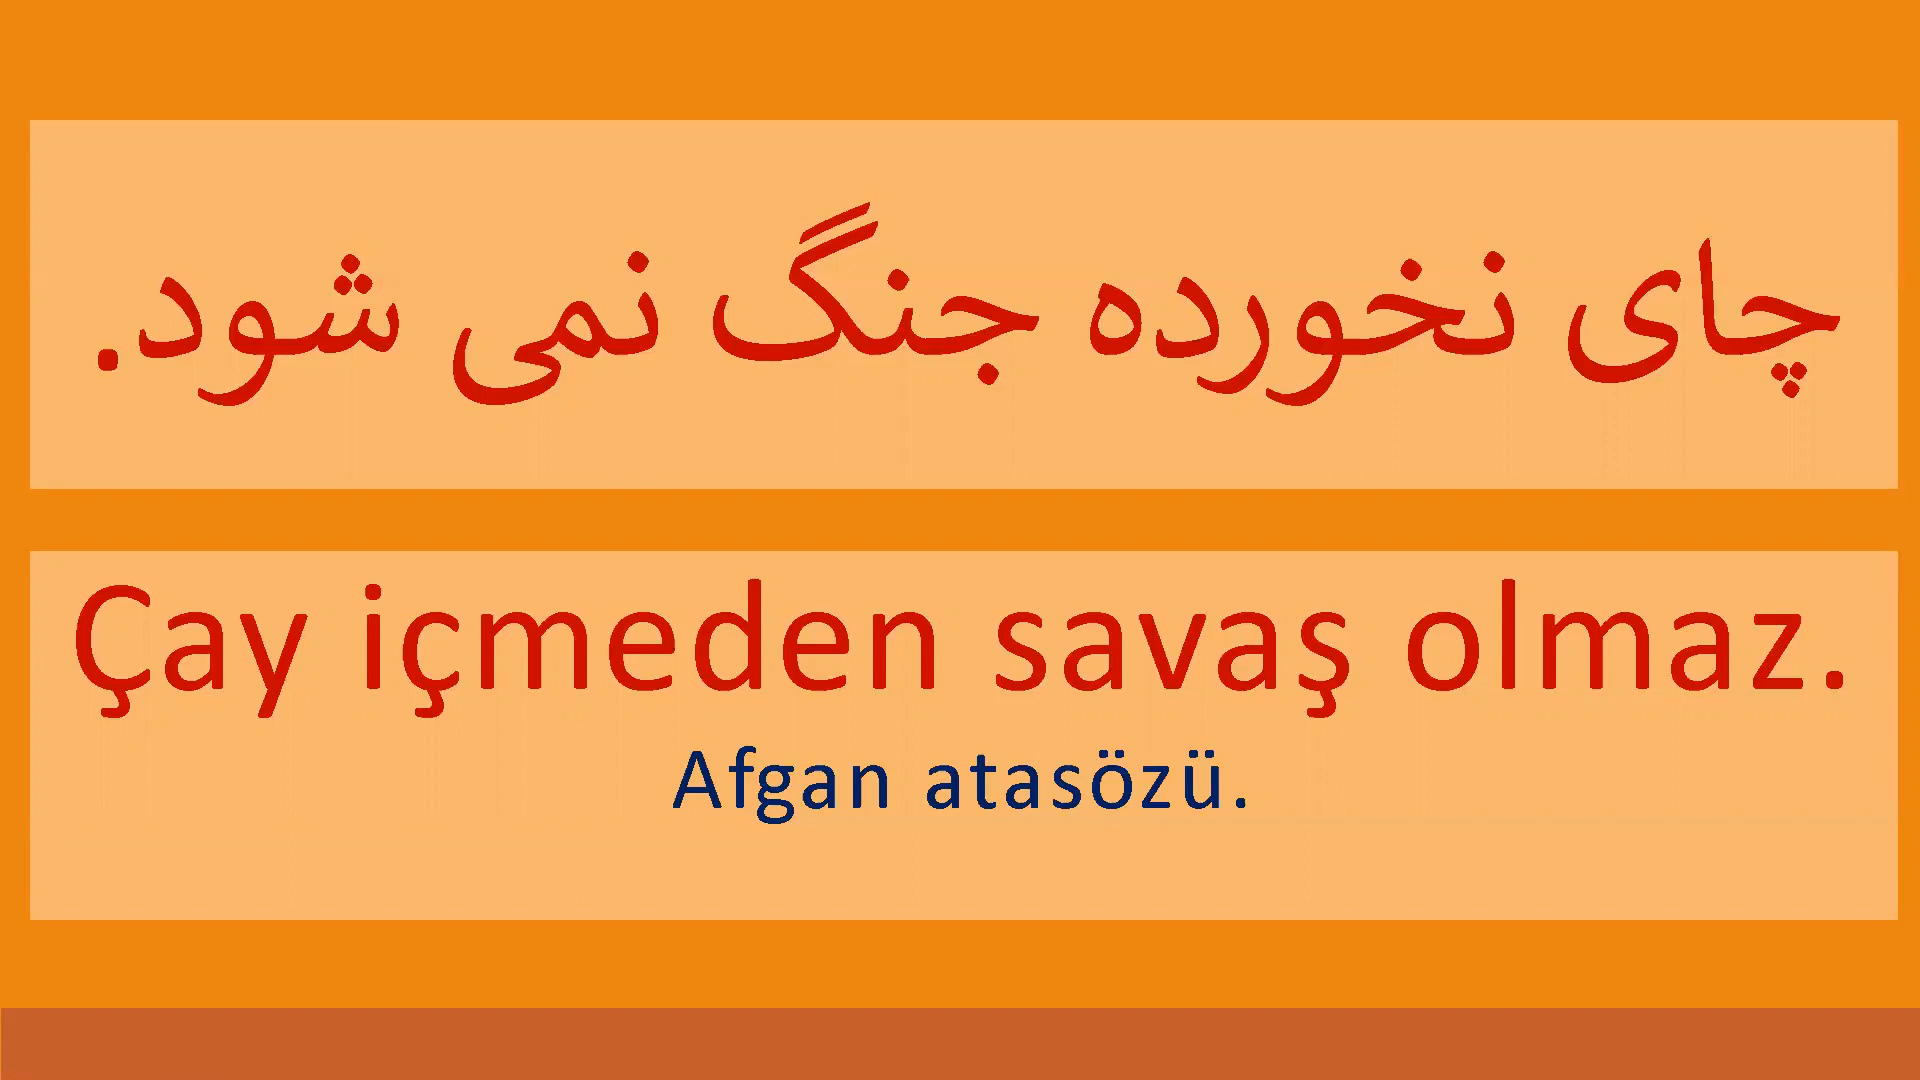 چای نخورده جنگ نمی شود.
Çay içmeden savaş olmaz.
Afgan atasözü.